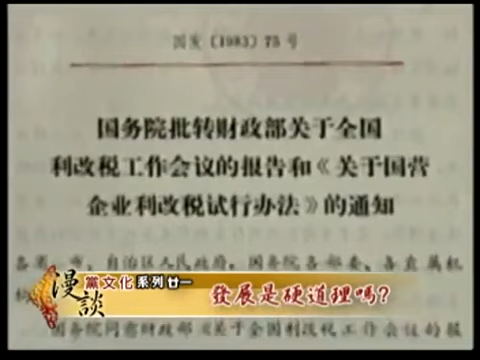 国发〔1983〕75号
国务院批转财政部关于全国
利改税工作会议的报告和《关于国营
企业利改税试行办法》的通知
各省、市、自治区人民政府，国务院各部委、各直属机
漫談
黨文化系列廿一
發展是硬道理嗎?
国务院同意财政部《关于全国利改税工作会议的报